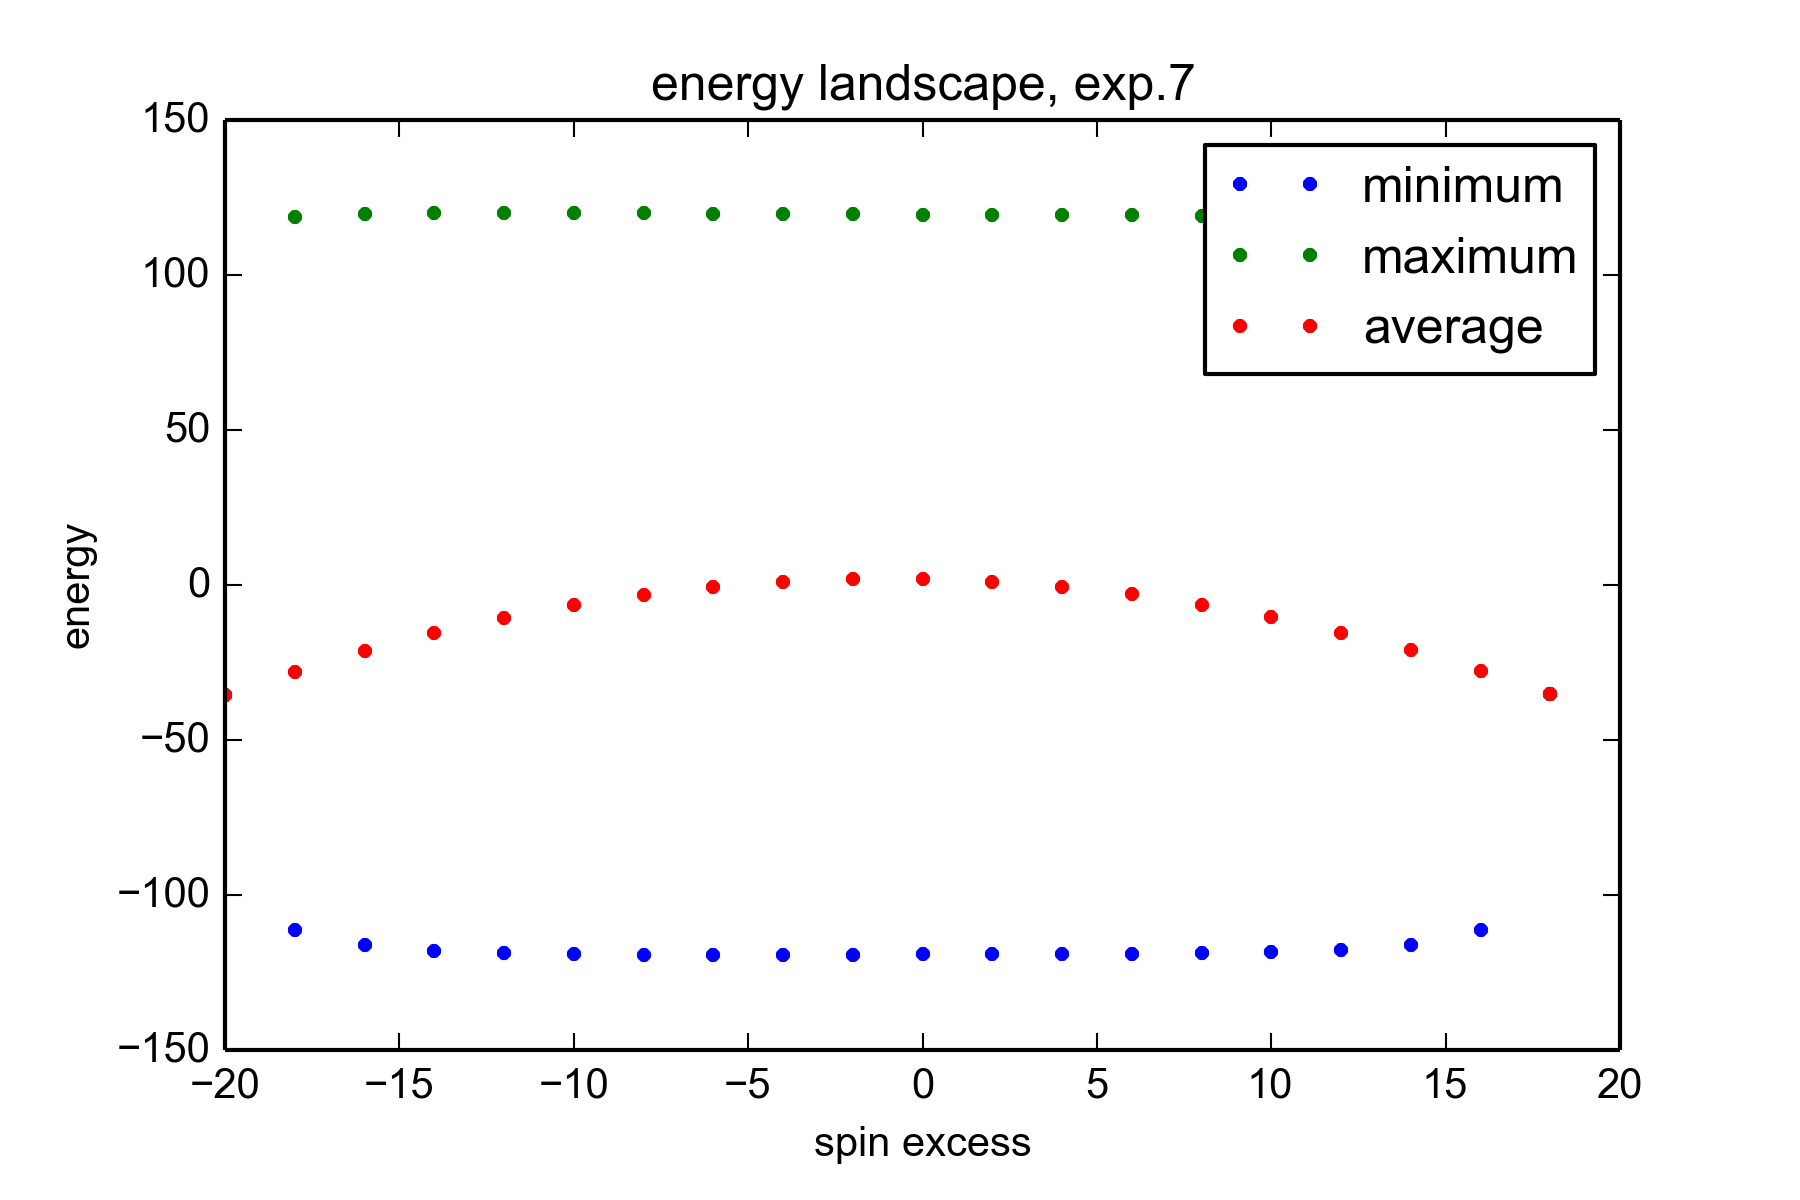 energy landscape, exp.7
150
100
50
0
−50
−100
−150
energy
minimum
maximum
average
−20 −15 −10 −5 0 5 10 15 20
spin excess